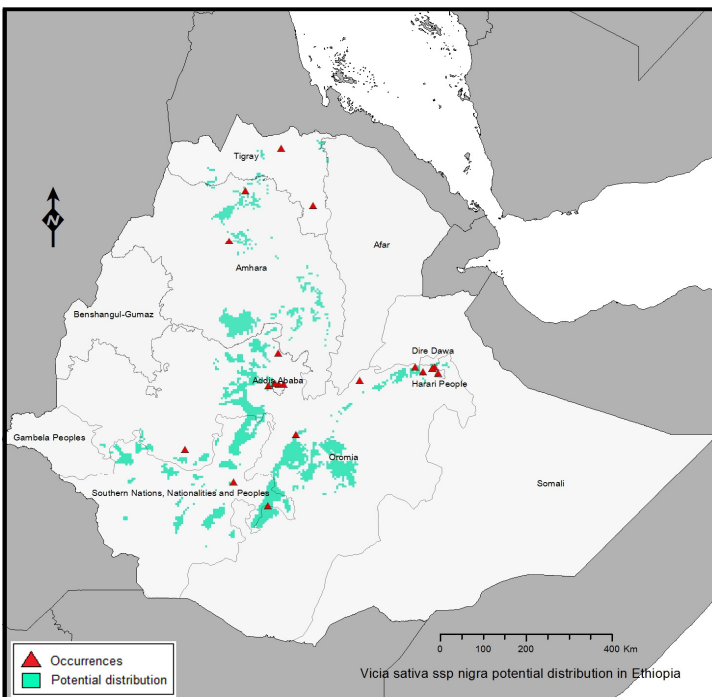 Tigray
Afar
Amhara
Benshangul-Gumaz
Dire Dawa
Addis Ababa
Harari People
Gambela Peoples
Oromia
Somali
Southern Nations, Nationalities and Peoples
N
0 100 200 400 Km
Occurrences
Potential distribution
Vicia sativa ssp nigra potential distribution in Ethiopia